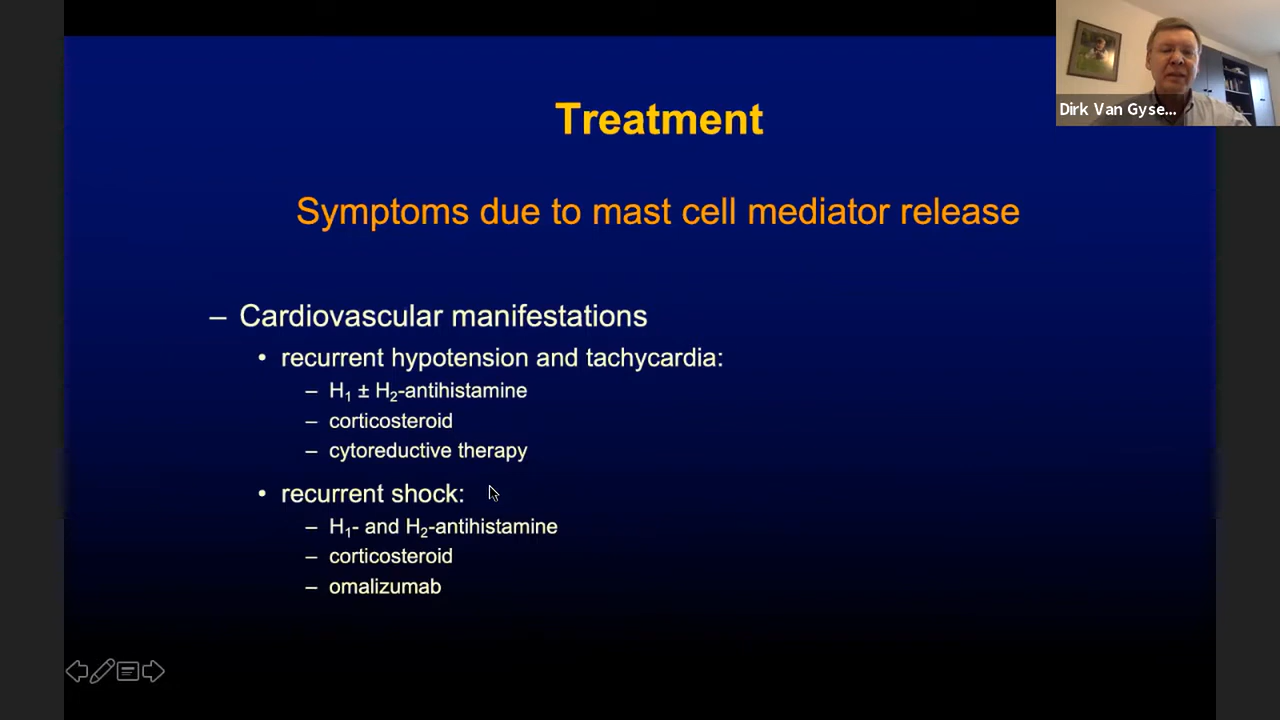 Treatment
Dirk Van Gyse...
Symptoms due to mast cell mediator release
– Cardiovascular manifestations
• recurrent hypotension and tachycardia:
– H₁ ± H₂-antihistamine
– corticosteroid
– cytoreductive therapy
• recurrent shock:
– H₁- and H₂-antihistamine
– corticosteroid
– omalizumab